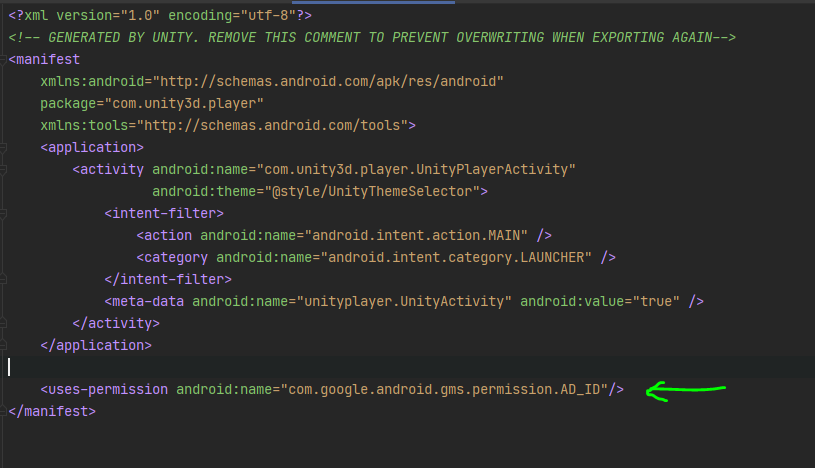 <?xml version="1.0" encoding="utf-8"?>
<!-- GENERATED BY UNITY. REMOVE THIS COMMENT TO PREVENT OVERWRITING WHEN EXPORTING AGAIN-->
<manifest
    xmlns:android="http://schemas.android.com/apk/res/android"
    package="com.unity3d.player"
    xmlns:tools="http://schemas.android.com/tools">
    <application>
        <activity android:name="com.unity3d.player.UnityPlayerActivity"
                  android:theme="@style/UnityThemeSelector">
            <intent-filter>
                <action android:name="android.intent.action.MAIN" />
                <category android:name="android.intent.category.LAUNCHER" />
            </intent-filter>
            <meta-data android:name="unityplayer.UnityActivity" android:value="true" />
        </activity>
    </application>
    <uses-permission android:name="com.google.android.gms.permission.AD_ID"/>
</manifest>